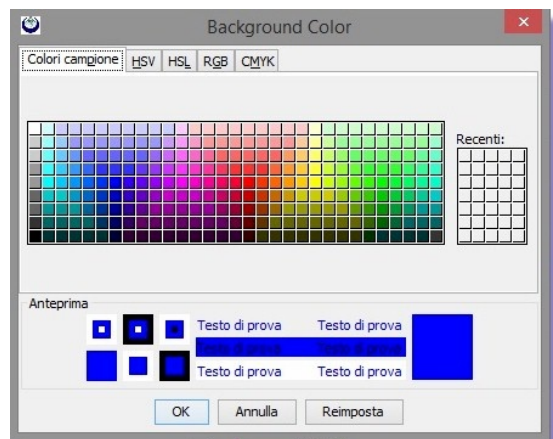 Background Color
Colori campione HSV HSL RGB CMYK
Recenti:
Anteprima
Testo di prova Testo di prova
Testo di prova Testo di prova
Testo di prova Testo di prova
OK Annulla Reimposta